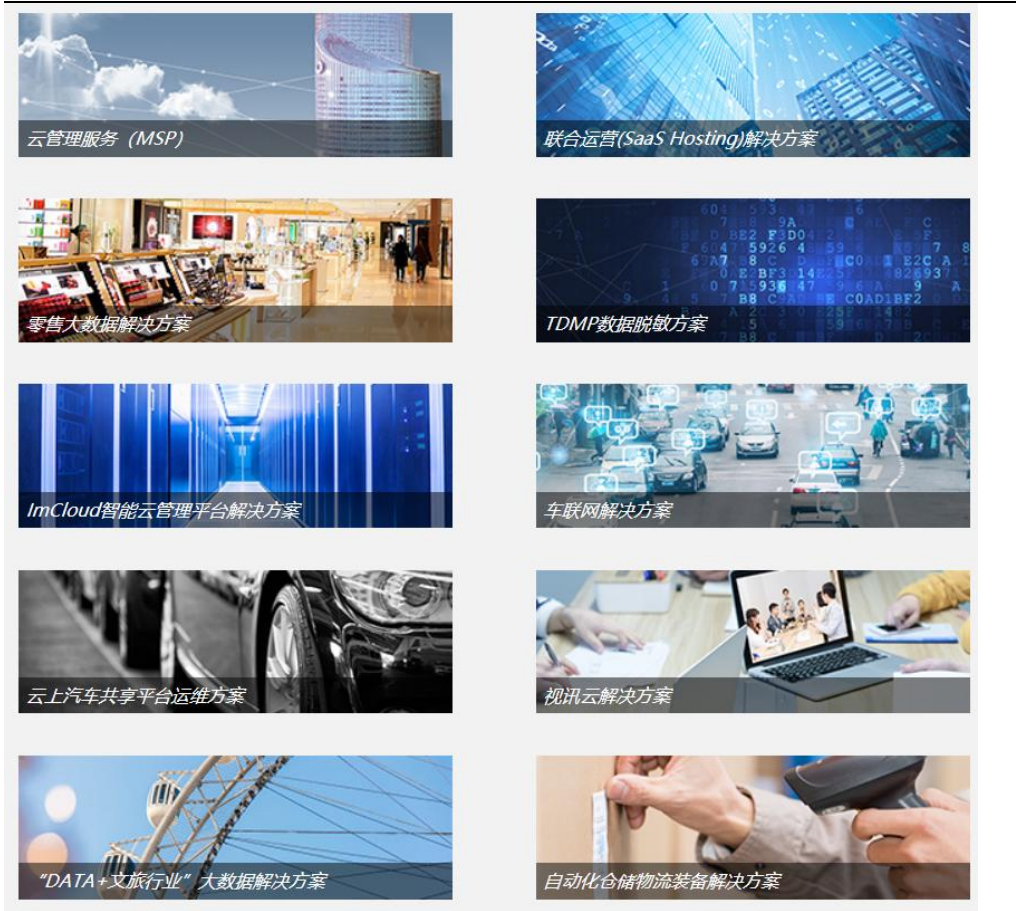 云管理服务（MSP）
联合运营(SaaS Hosting)解决方案
零售大数据解决方案
TDMP数据脱敏方案
ImCloud智能云管理平台解决方案
车联网解决方案
云上汽车共享平台运维方案
视讯云解决方案
“DATA+文旅行业”大数据解决方案
自动化仓储物流装备解决方案